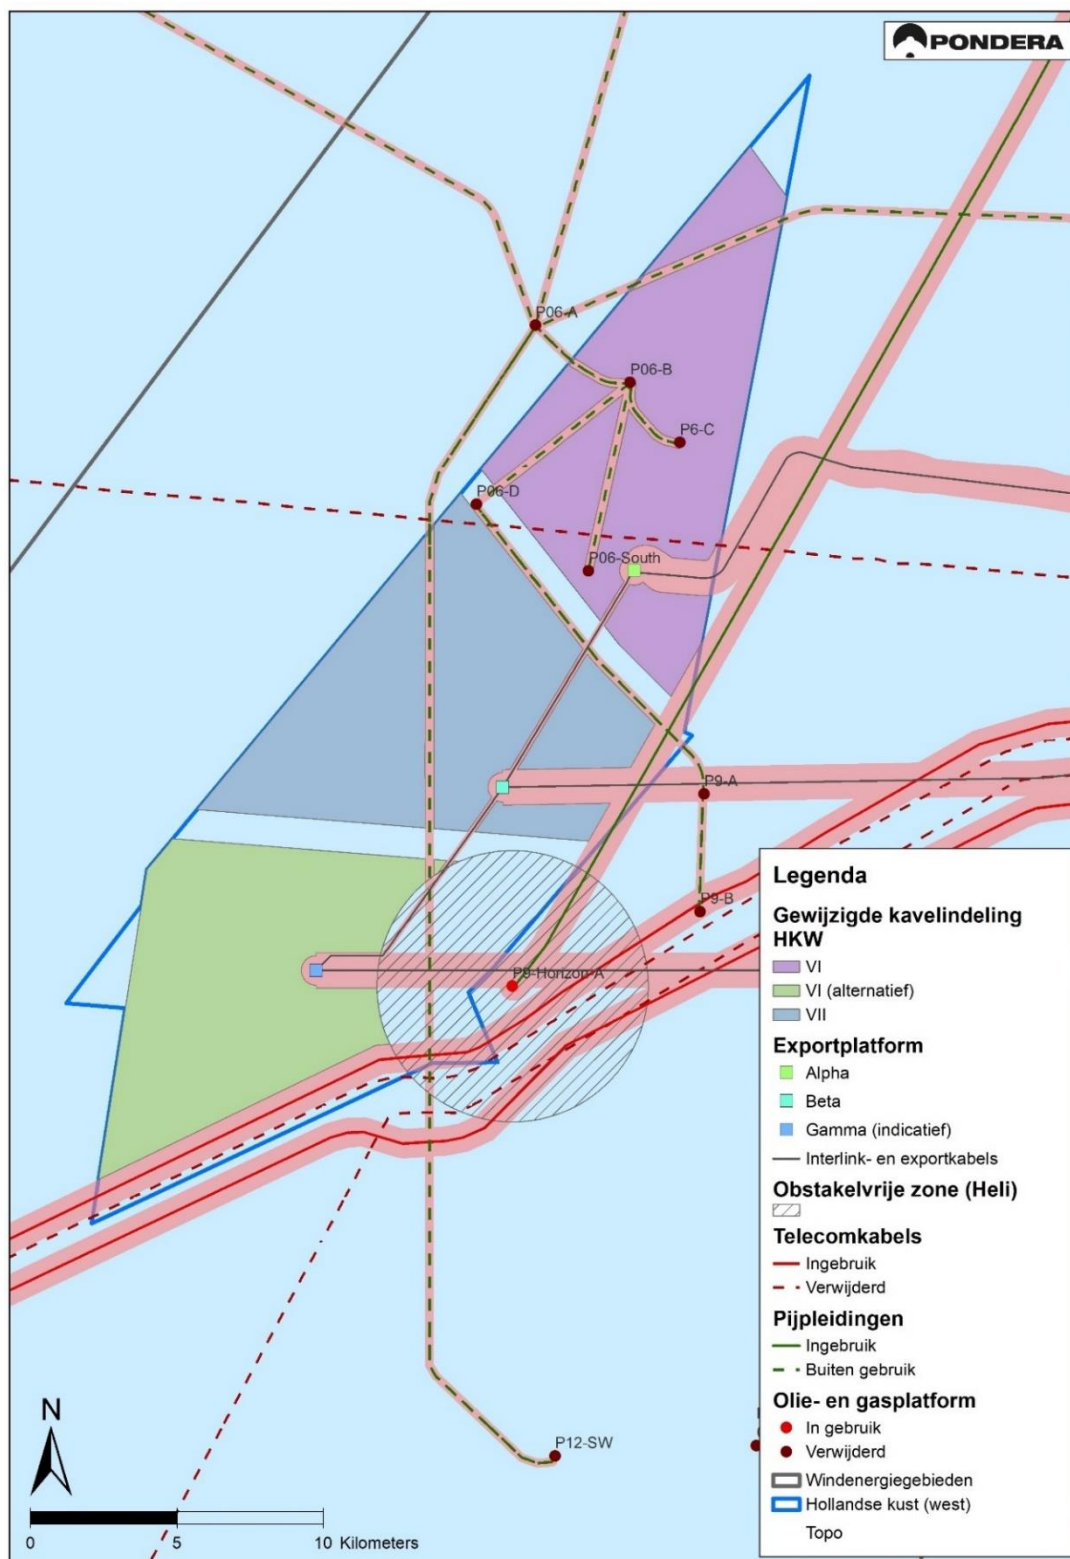 PONDERA
P06-A
P06-B
P6-C
P06-D
P06-South
P9-A
P9-B
P9-Horizon-A
P12-SW
Legenda
Gewijzigde kavelindeling
HKW
VI
VI (alternatief)
VII
Exportplatform
Alpha
Beta
Gamma (indicatief)
Interlink- en exportkabels
Obstakelvrije zone (Heli)
Telecomkabels
Ingebruik
Verwijderd
Pijpleidingen
Ingebruik
Buiten gebruik
Olie- en gasplatform
In gebruik
Verwijderd
Windenergiegebieden
Hollandse kust (west)
Topo
N
0 5 10 Kilometers